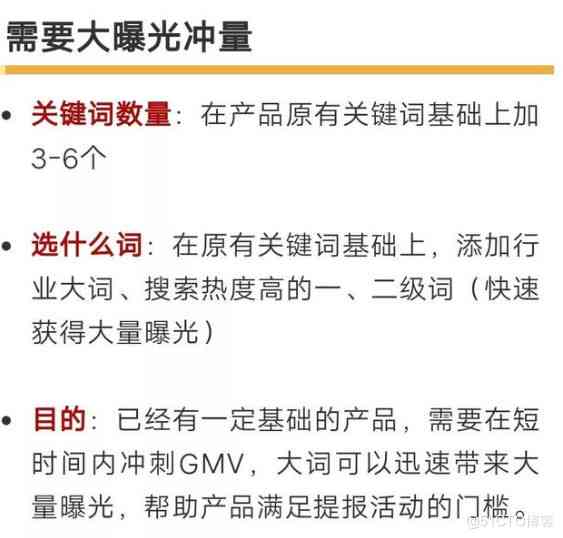 需要大曝光冲量
• 关键词数量：在产品原有关键词基础上加
3-6个
• 选什么词：在原有关键词基础上，添加行
业大词、搜索热度高的一、二级词（快速
获得大量曝光）
• 目的：已经有一定基础的产品，需要在短
时间内冲刺GMV，大词可以迅速带来大
量曝光，帮助产品满足提报活动的门槛。
@51CTO博客